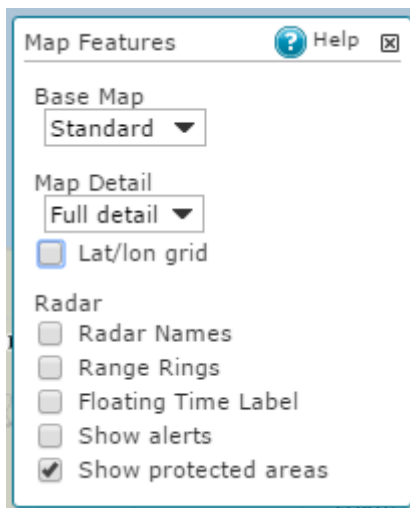 Map Features ? Help
Base Map
Standard
Map Detail
Full detail
Lat/lon grid
Radar
Radar Names
Range Rings
Floating Time Label
Show alerts
Show protected areas